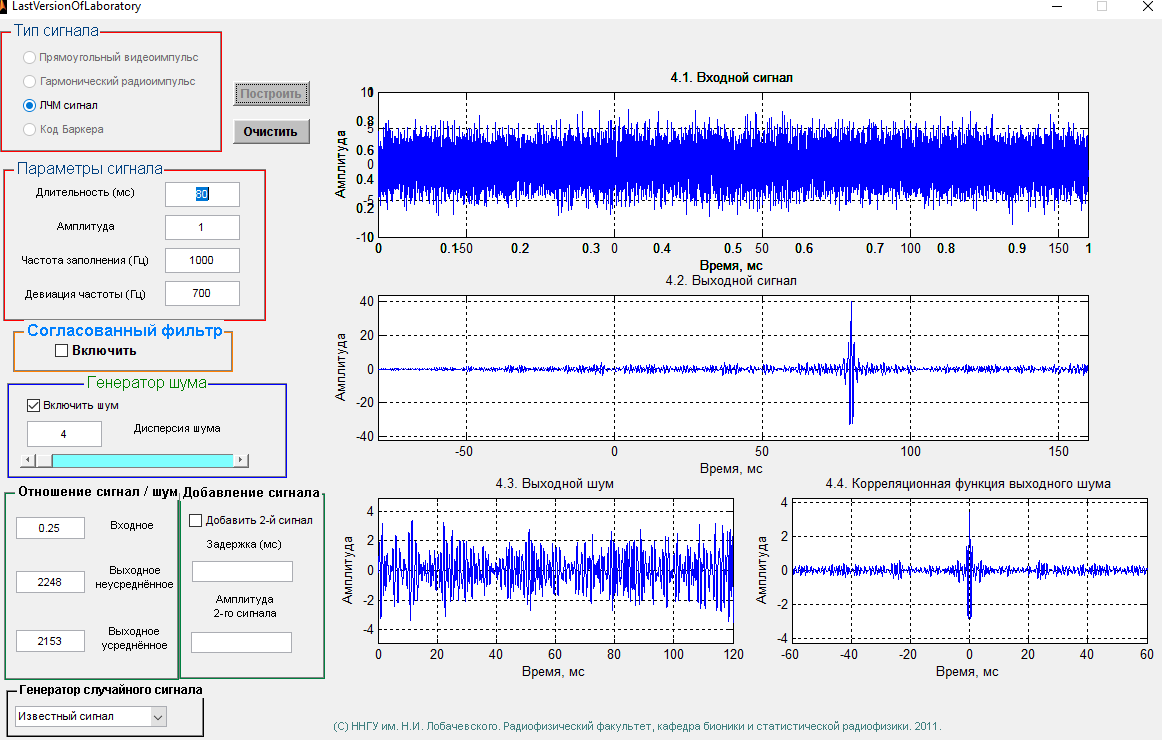 LastVersionOfLaboratory
Тип сигнала
Прямоугольный видеоимпульс
Гармонический радиоимпульс
ЛЧМ сигнал
Код Баркера
Построить
Очистить
Параметры сигнала
Длительность (мс) 80
Амплитуда 1
Частота заполнения (Гц) 1000
Девиация частоты (Гц) 700
Согласованный фильтр
Включить
Генератор шума
Включить шум
4 Дисперсия шума
Отношение сигнал / шум
0.25 Входное
2248 Выходное
неусреднённое
2153 Выходное
усреднённое
Добавление сигнала
Добавить 2-й сигнал
Задержка (мс)
Амплитуда
2-го сигнала
Генератор случайного сигнала
Известный сигнал
4.1. Входной сигнал
Амплитуда
0.8
5
0.6
0
0.4
0.2
-10
0 0.1 50 0.2 0.3 0 0.4 0.5 50 0.6 0.7 100 0.8 0.9 150 1
Время, мс
4.2. Выходной сигнал
Амплитуда
40
20
0
-20
-40
-50 0 50 100 150
Время, мс
4.3. Выходной шум
Амплитуда
4
2
0
-2
-4
0 20 40 60 80 100 120
Время, мс
4.4. Корреляционная функция выходного шума
Амплитуда
4
2
0
-2
-4
-60 -40 -20 0 20 40 60
Время, мс
(С) ННГУ им. Н.И. Лобачевского. Радиофизический факультет, кафедра бионики и статистической радиофизики. 2011.